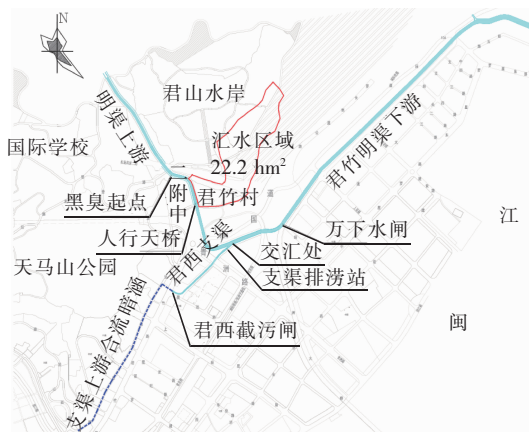 N
君山水岸
明渠上游
国际学校
汇水区域
22.2 hm²
君竹明渠下游
一附中
君竹村
黑臭起点
人行天桥
江
闽
天马山公园
君西支渠
万下水闸
交汇处
支渠排涝站
君西截污闸
支渠上游合流暗涵